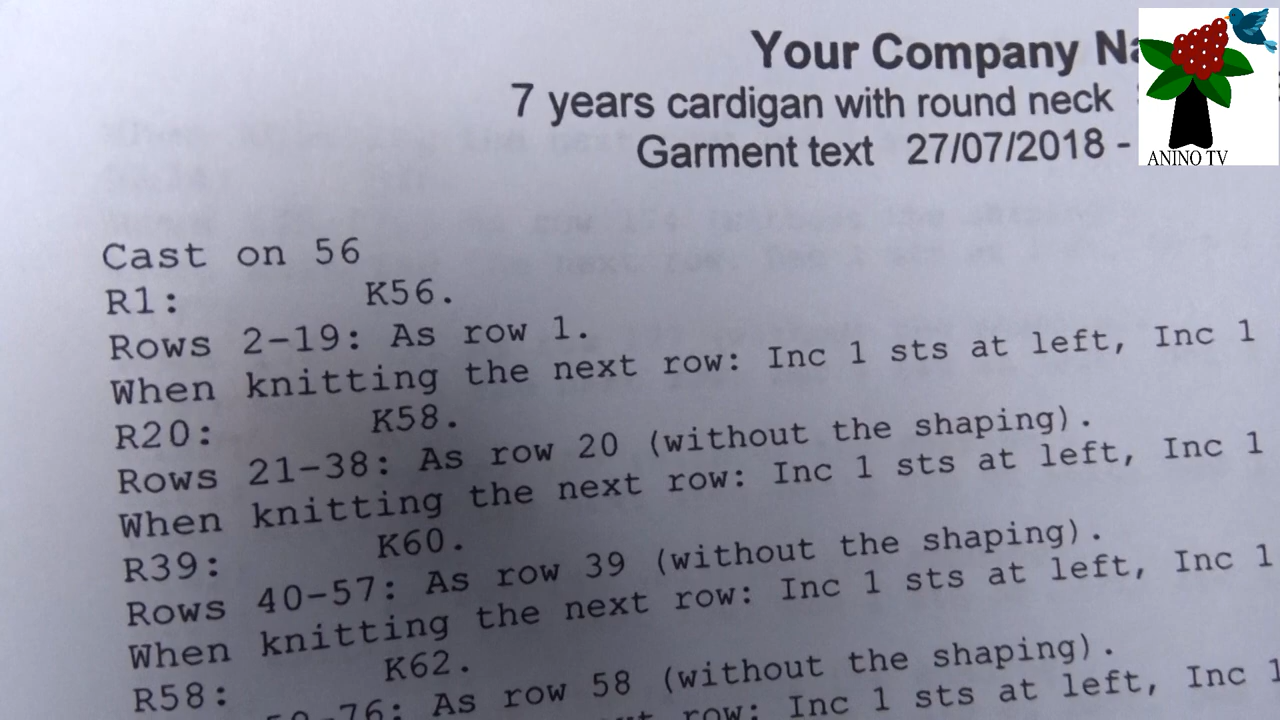 Your Company
7 years cardigan with round neck
Garment text 27/07/2018 -
ANINO TV
Cast on 56
R1: K56.
Rows 2-19: As row 1.
When knitting the next row: Inc 1 sts at left, Inc 1
R20: K58.
Rows 21-38: As row 20 (without the shaping).
When knitting the next row: Inc 1 sts at left, Inc 1
R39: K60.
Rows 40-57: As row 39 (without the shaping).
When knitting the next row: Inc 1 sts at left, Inc 1
R58: K62.
-76: As row 58 (without the shaping).
row: Inc 1 sts at left, Inc 1